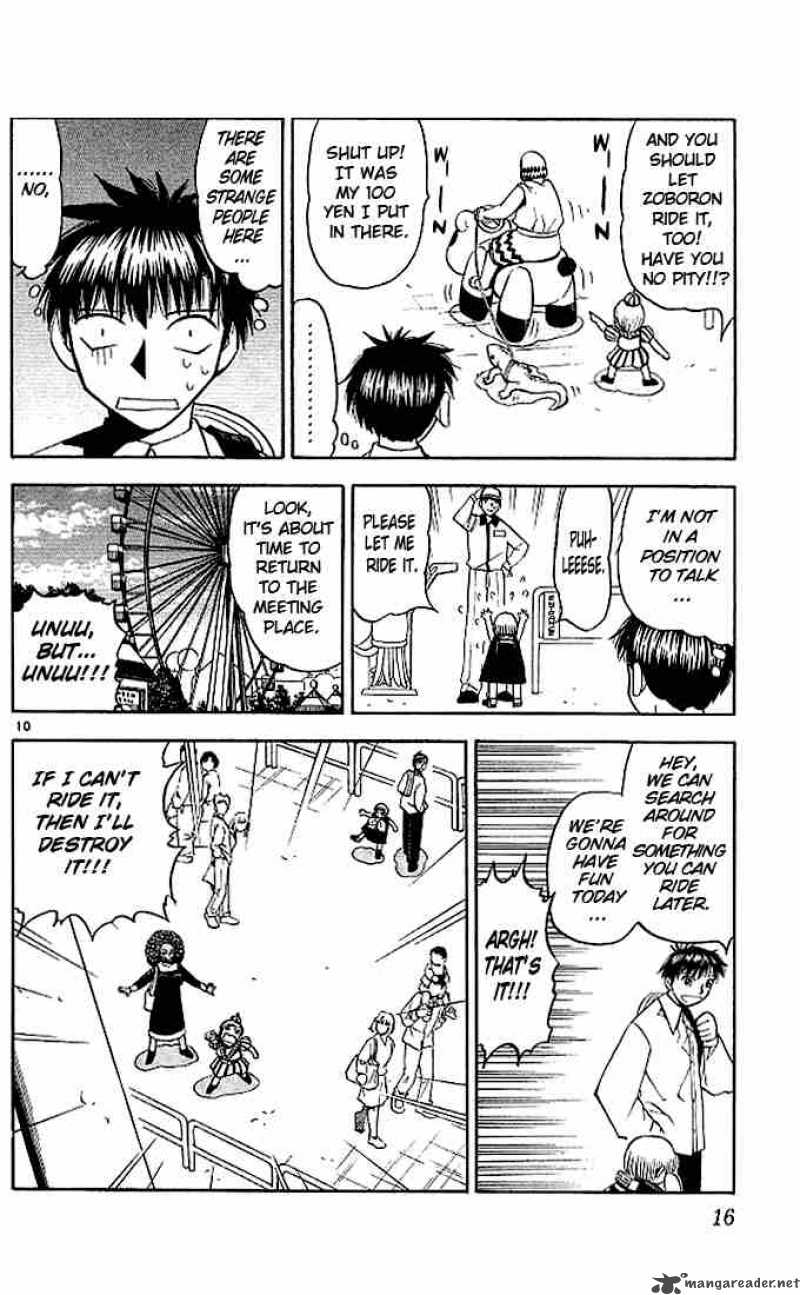 AND YOU
SHOULD
LET
ZOBORON
RIDE IT,
TOO!
HAVE YOU
NO PITY!!?
WIIN
WIIN
SHUT UP!
IT WAS
MY 100
YEN I PUT
IN THERE.
..........
THERE
ARE
SOME
STRANGE
PEOPLE
HERE
...
......
NO,
I'M NOT
IN A
POSITION
TO TALK
...
PUH-
LEEESE.
PLEASE
LET ME
RIDE IT.
LOOK,
IT'S ABOUT
TIME TO
RETURN
TO THE
MEETING
PLACE.
UNUU,
BUT...
UNUU!!!
10
HEY,
WE CAN
SEARCH
AROUND
FOR
SOMETHING
YOU CAN
RIDE
LATER.
WE'RE
GONNA
HAVE
FUN
TODAY
...
ARGH!
THAT'S
IT!!!
IF I CAN'T
RIDE IT,
THEN I'LL
DESTROY
IT!!!
16
mangareader.net